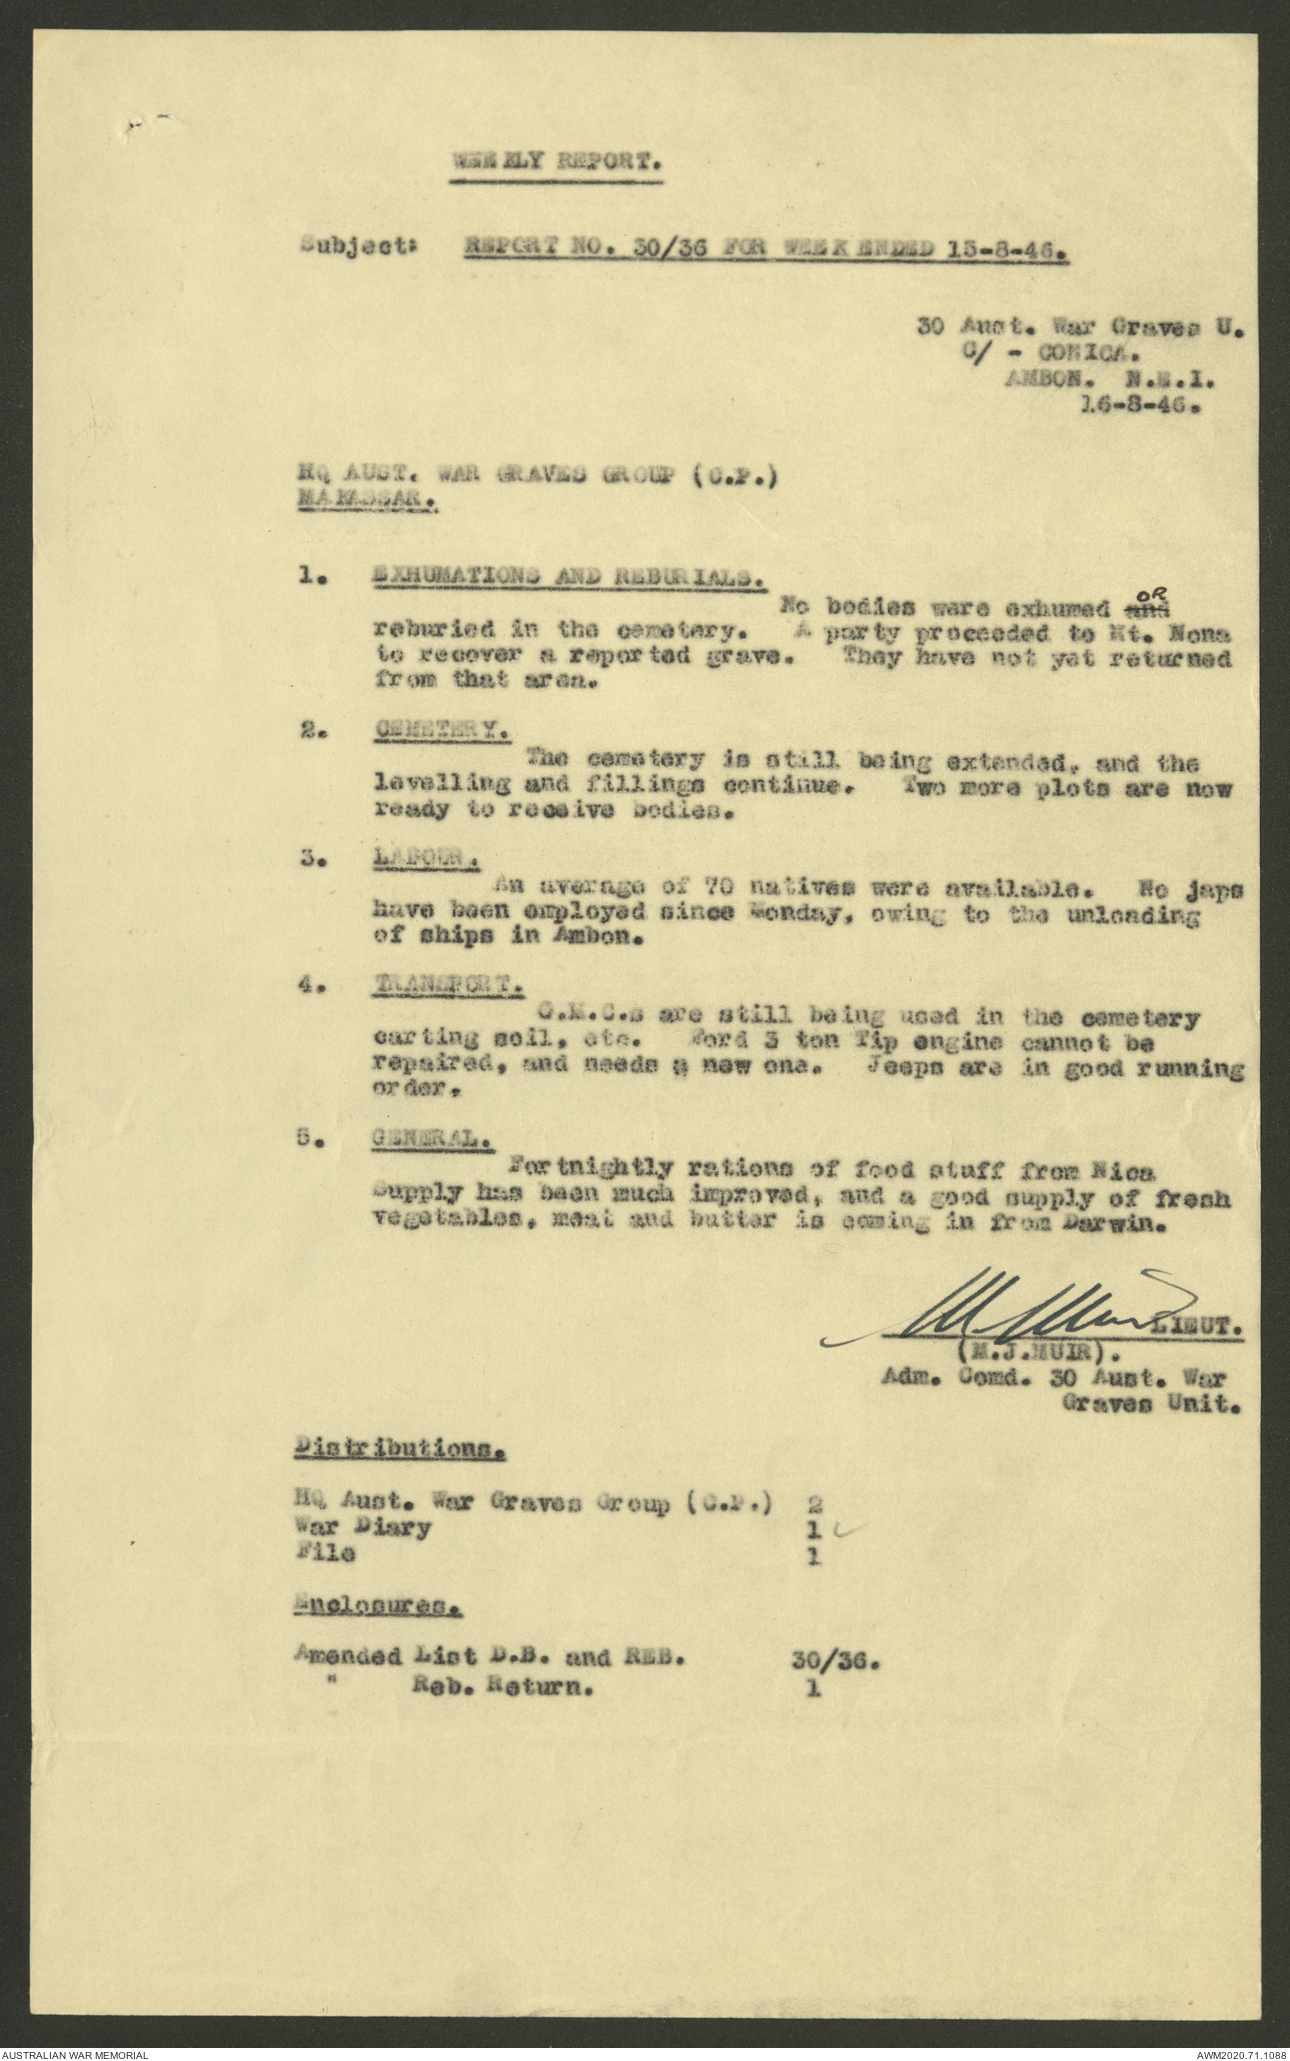 WEEKLY REPORT.
Subject: REPORT NO. 30/36 FOR WEEK ENDED 15-8-46.
30 Aust. War Graves U.
C/ - CONICA.
AMBON. N.E.I.
16-8-46.
HQ AUST. WAR GRAVES GROUP (C.P.)
MAKASSAR.
1. EXHUMATIONS AND REBURIALS.
No bodies were exhumed and OR
reburied in the cemetery. A party proceeded to Mt. Nona
to recover a reported grave. They have not yet returned
from that area.
2. CEMETERY.
The cemetery is still being extended, and the
levelling and fillings continue. Two more plots are now
ready to receive bodies.
3. LABOUR.
An average of 70 natives were available. No japs
have been employed since Monday, owing to the unloading
of ships in Ambon.
4. TRANSPORT.
G.M.C.s are still being used in the cemetery
carting soil, etc. Ford 3 ton Tip engine cannot be
repaired, and needs a new one. Jeeps are in good running
order.
5. GENERAL.
Fortnightly rations of food stuff from Nica
Supply has been much improved, and a good supply of fresh
vegetables, meat and butter is coming in from Darwin.
M Muir LIEUT.
(M.J.MUIR).
Adm. Comd. 30 Aust. War
Graves Unit.
Distributions.
HQ Aust. War Graves Group (C.P.) 2
War Diary 1
File 1
Enclosures.
Amended List D.B. and REB. 30/36.
" Reb. Return. 1
AUSTRALIAN WAR MEMORIAL
AWM2020.71.1088